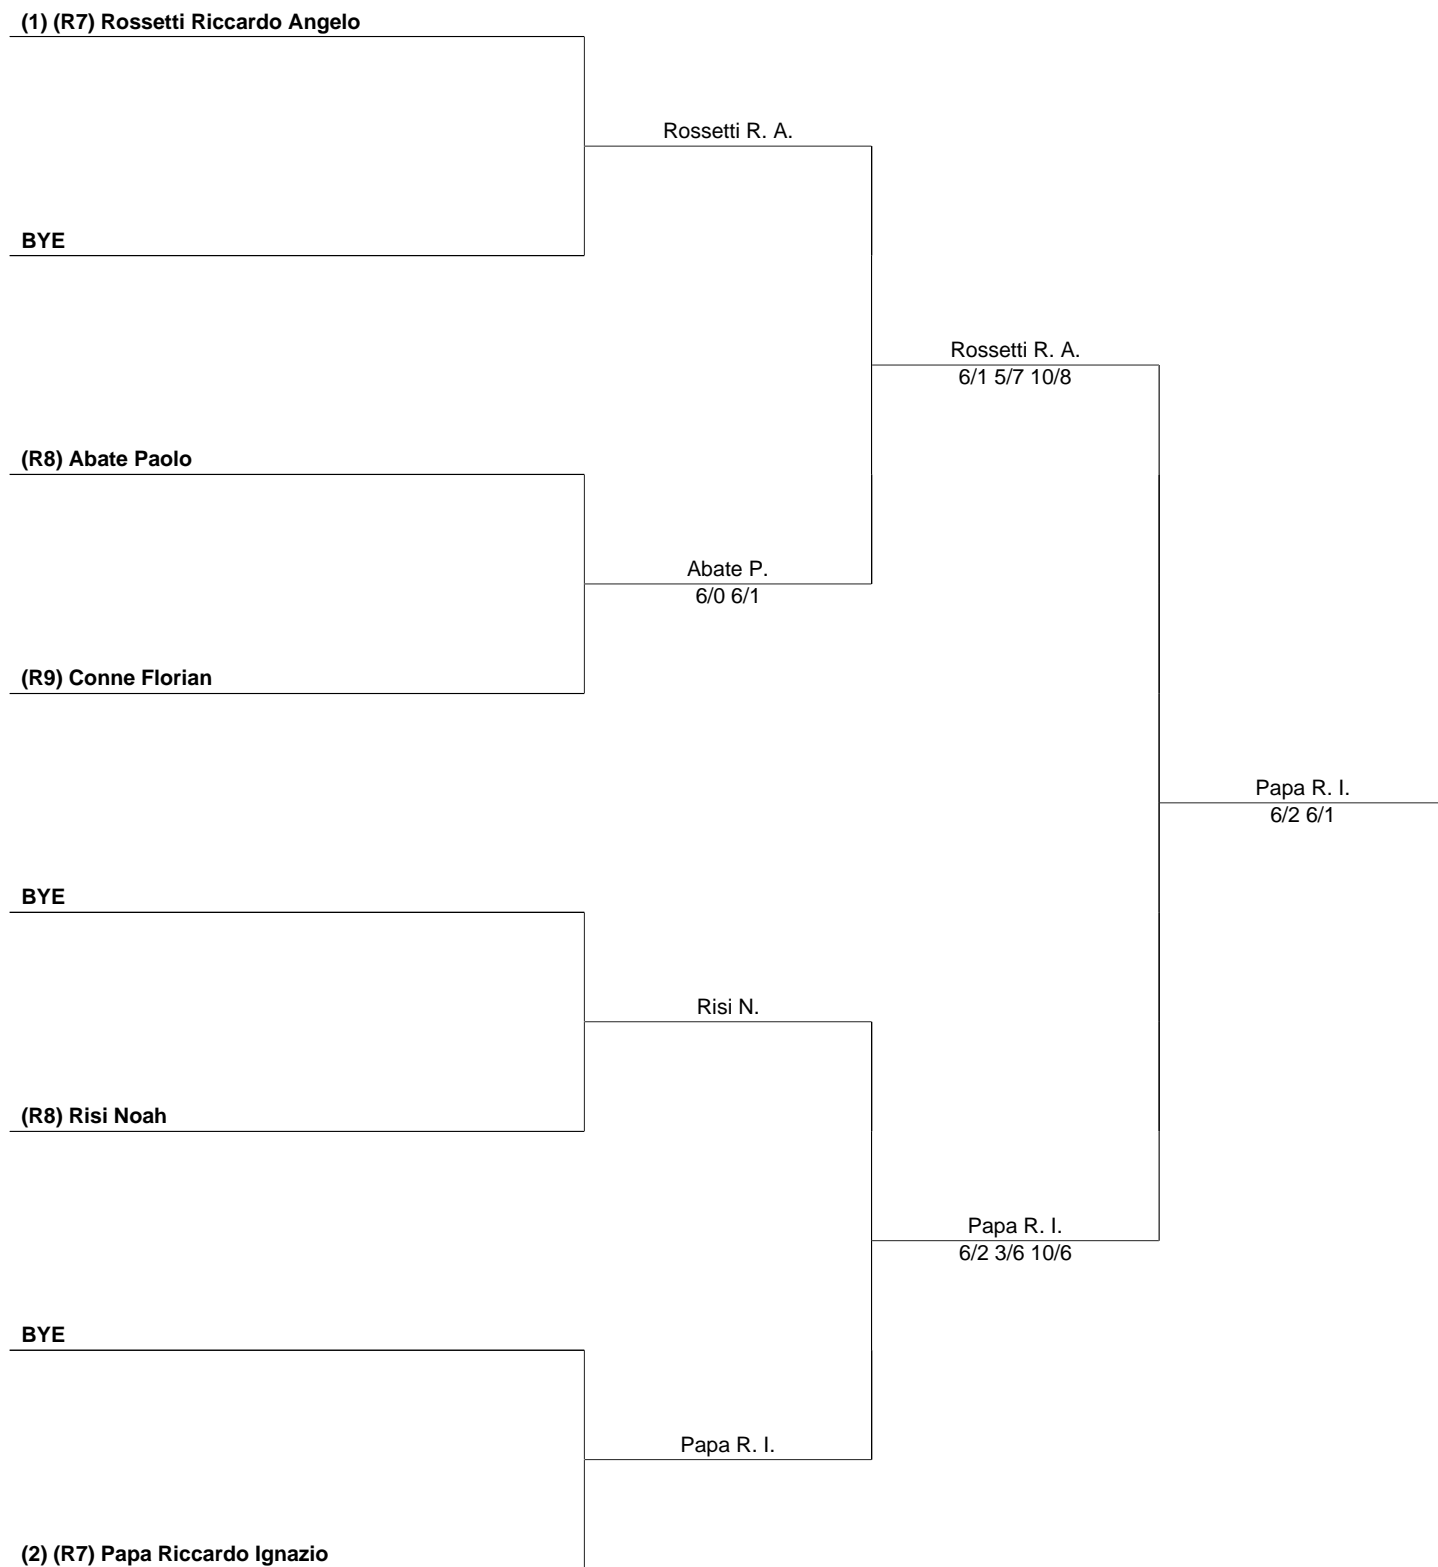 (1) (R7) Rossetti Riccardo Angelo
Rossetti R. A.
BYE
Rossetti R. A.
6/1 5/7 10/8
(R8) Abate Paolo
Abate P.
6/0 6/1
(R9) Conne Florian
Papa R. I.
6/2 6/1
BYE
Risi N.
(R8) Risi Noah
Papa R. I.
6/2 3/6 10/6
BYE
Papa R. I.
(2) (R7) Papa Riccardo Ignazio